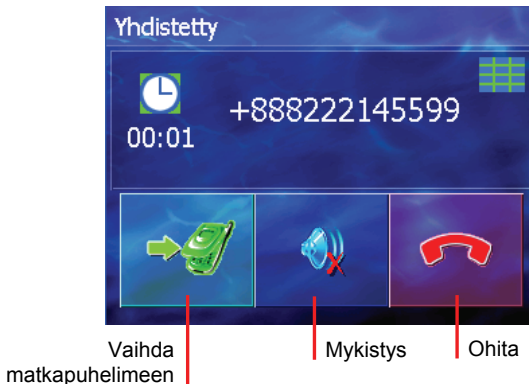 Yhdistetty
+888222145599
00:01
Vaihda
matkapuhelimeen
Mykistys
Ohita